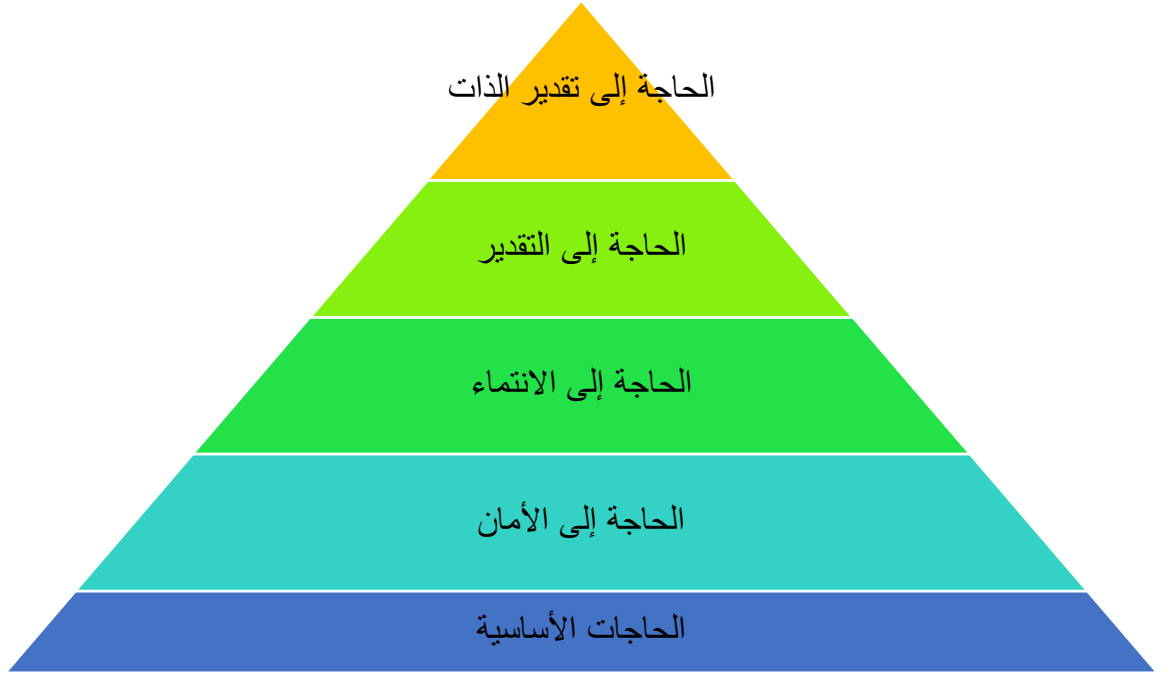 الحاجة إلى تقدير الذات
الحاجة إلى التقدير
الحاجة إلى الانتماء
الحاجة إلى الأمان
الحاجات الأساسية